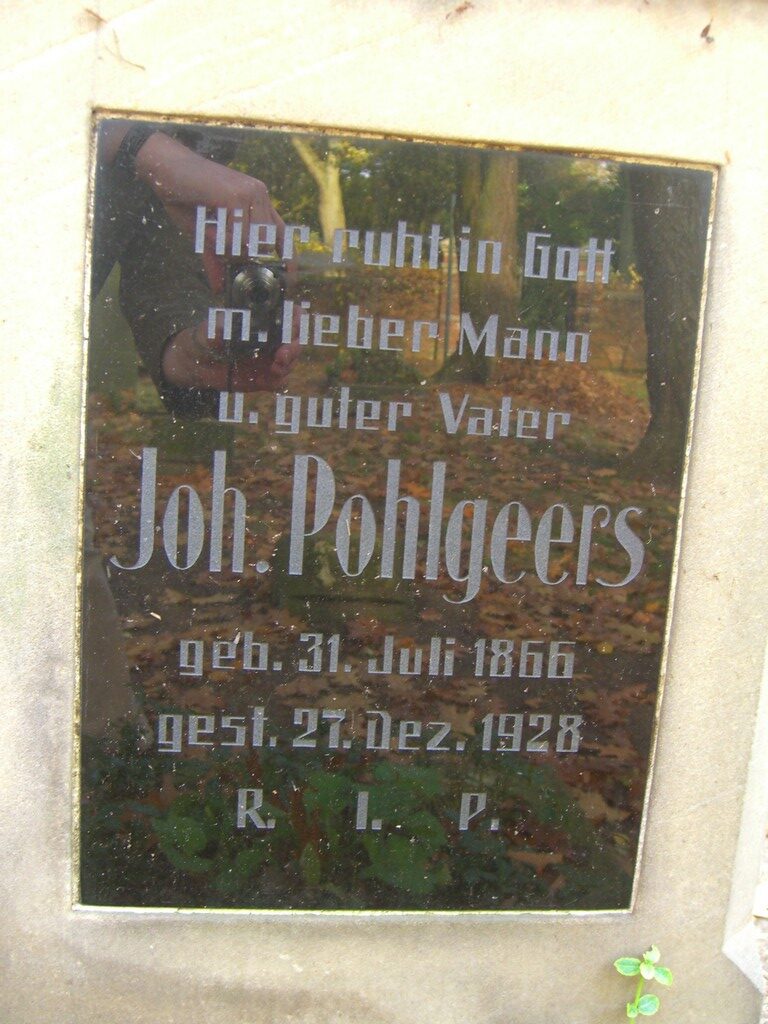 Hier ruht in Gott
m. lieber Mann
u. guter Vater
Joh. Pohlgeers
geb. 31. Juli 1866
gest. 27. Dez. 1928
R. I. P.